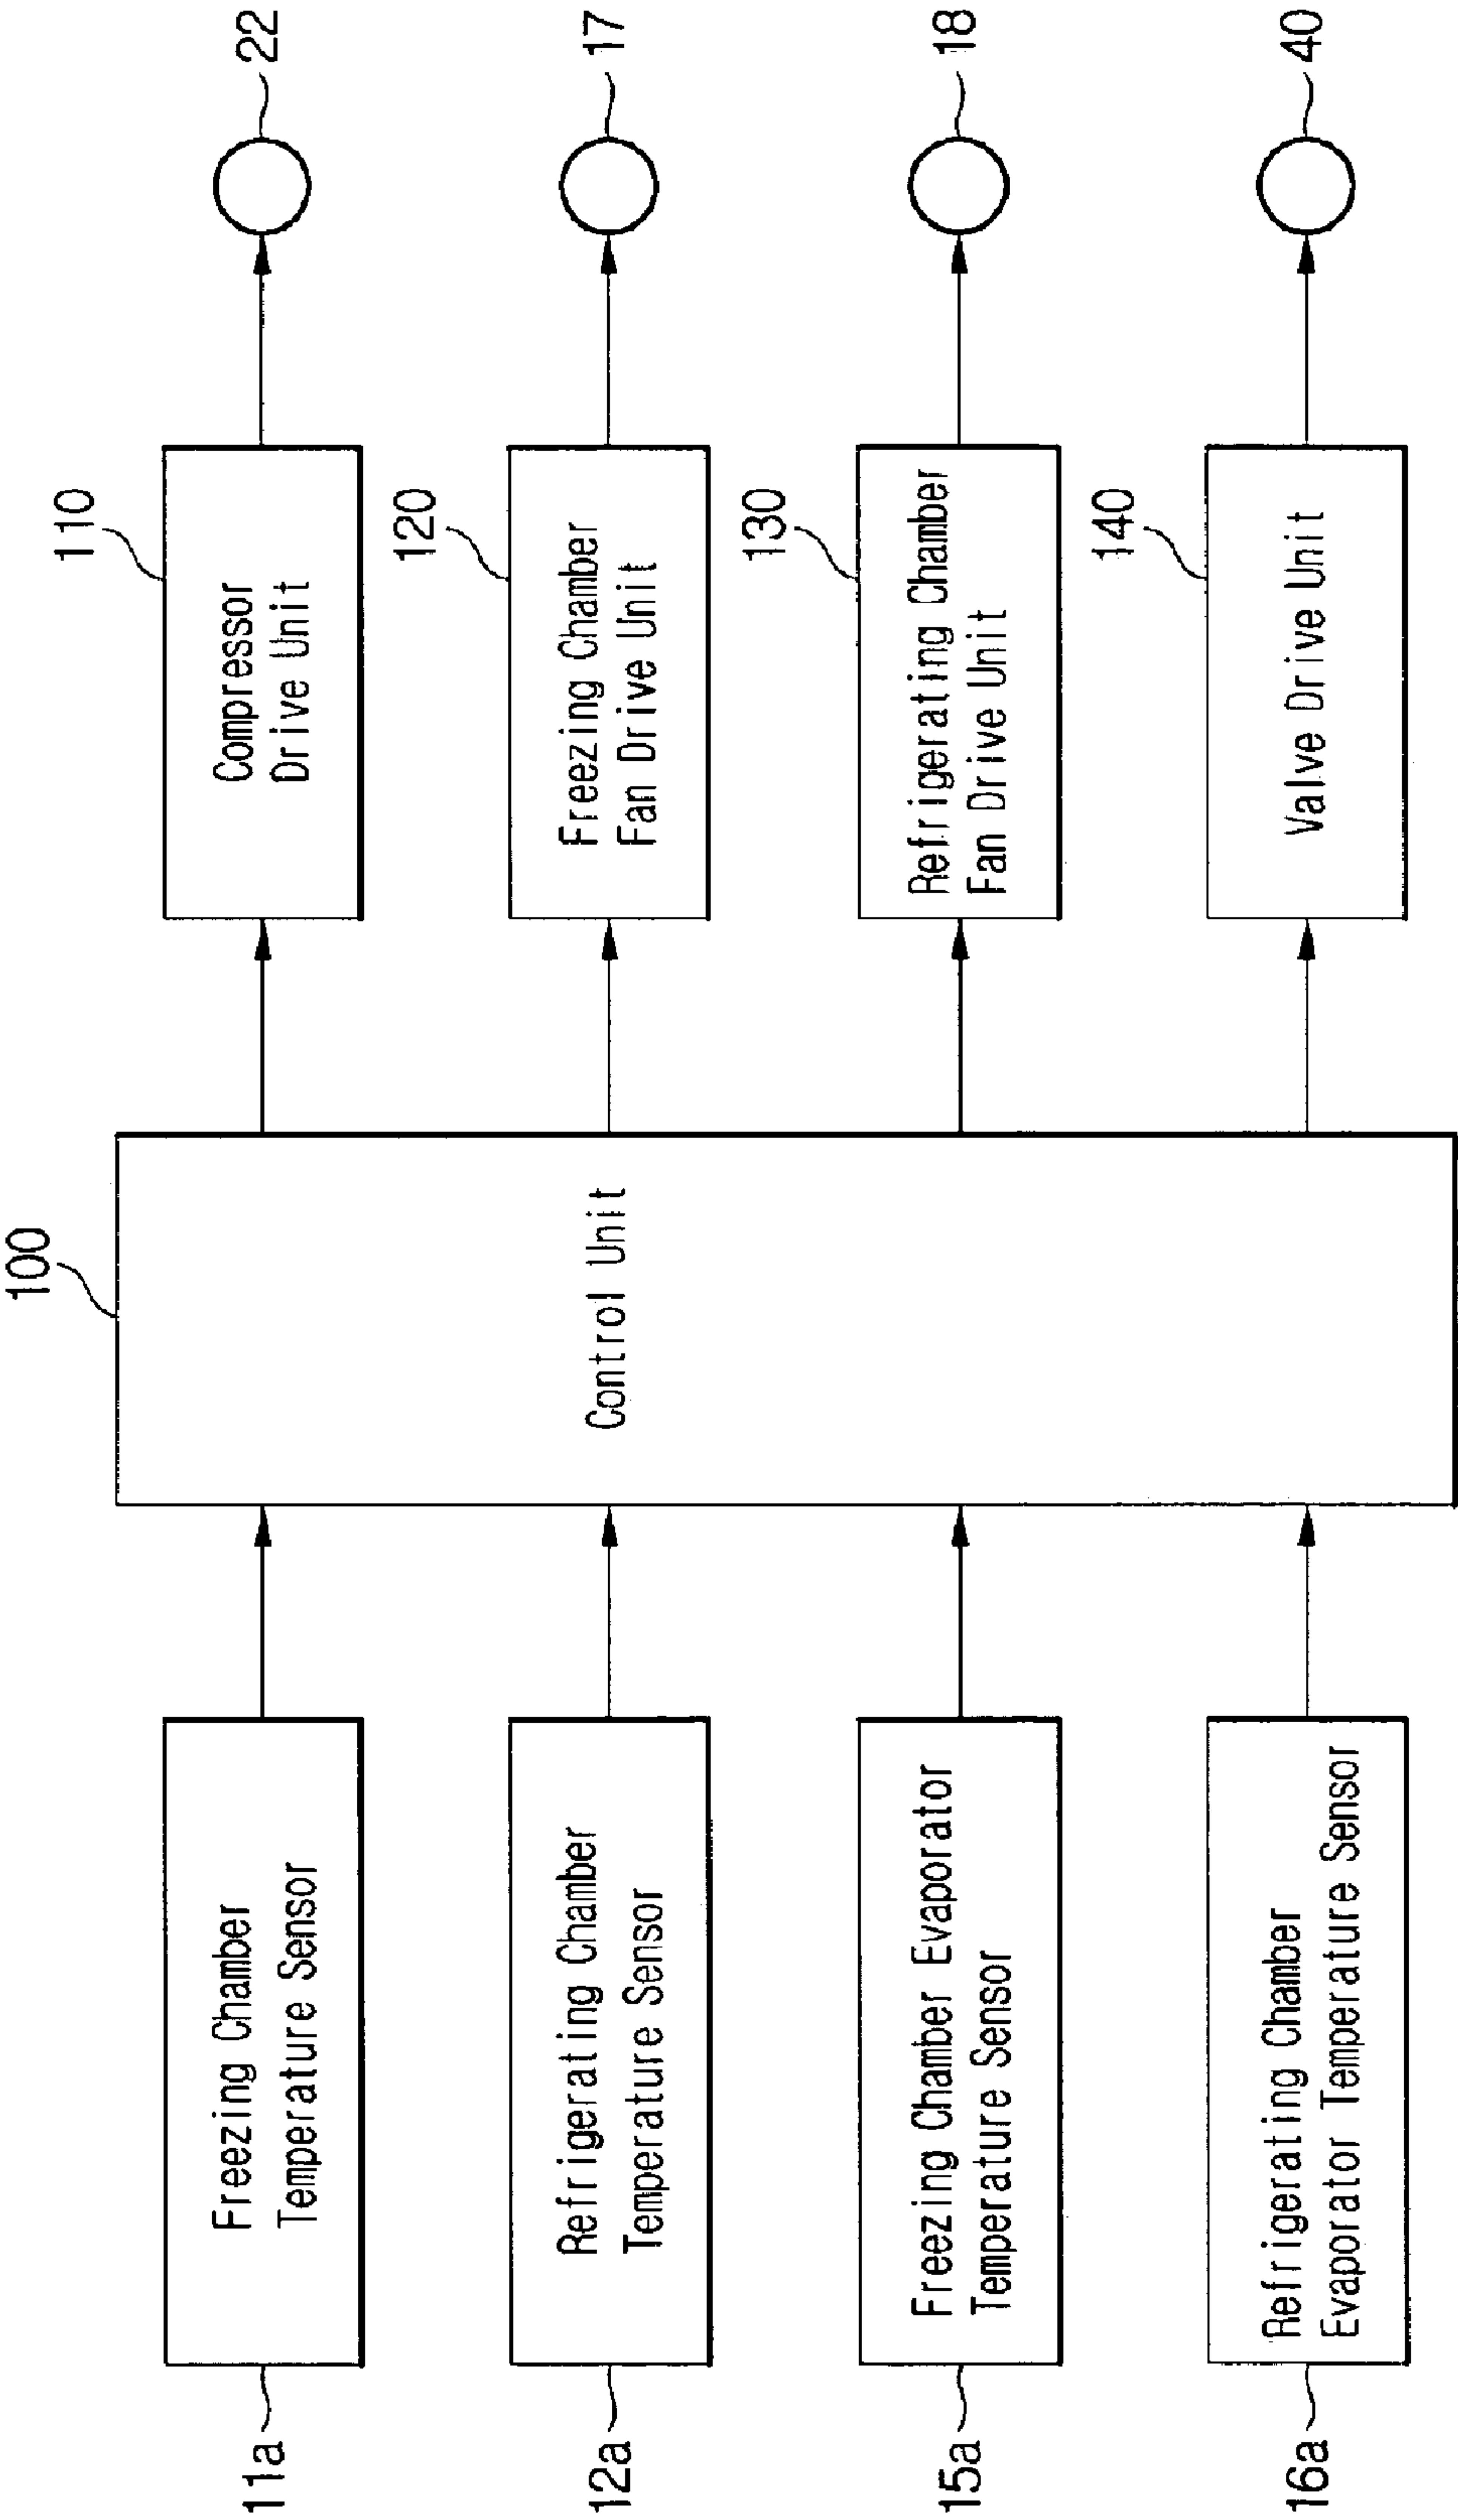 100
11a
Freezing Chamber
Temperature Sensor
110
Compressor
Drive Unit
22
12a
Refrigerating Chamber
Temperature Sensor
Control Unit
120
Freezing Chamber
Fan Drive Unit
17
15a
Freezing Chamber Evaporator
Temperature Sensor
130
Refrigerating Chamber
Fan Drive Unit
18
16a
Refrigerating Chamber
Evaporator Temperature Sensor
140
Valve Drive Unit
40